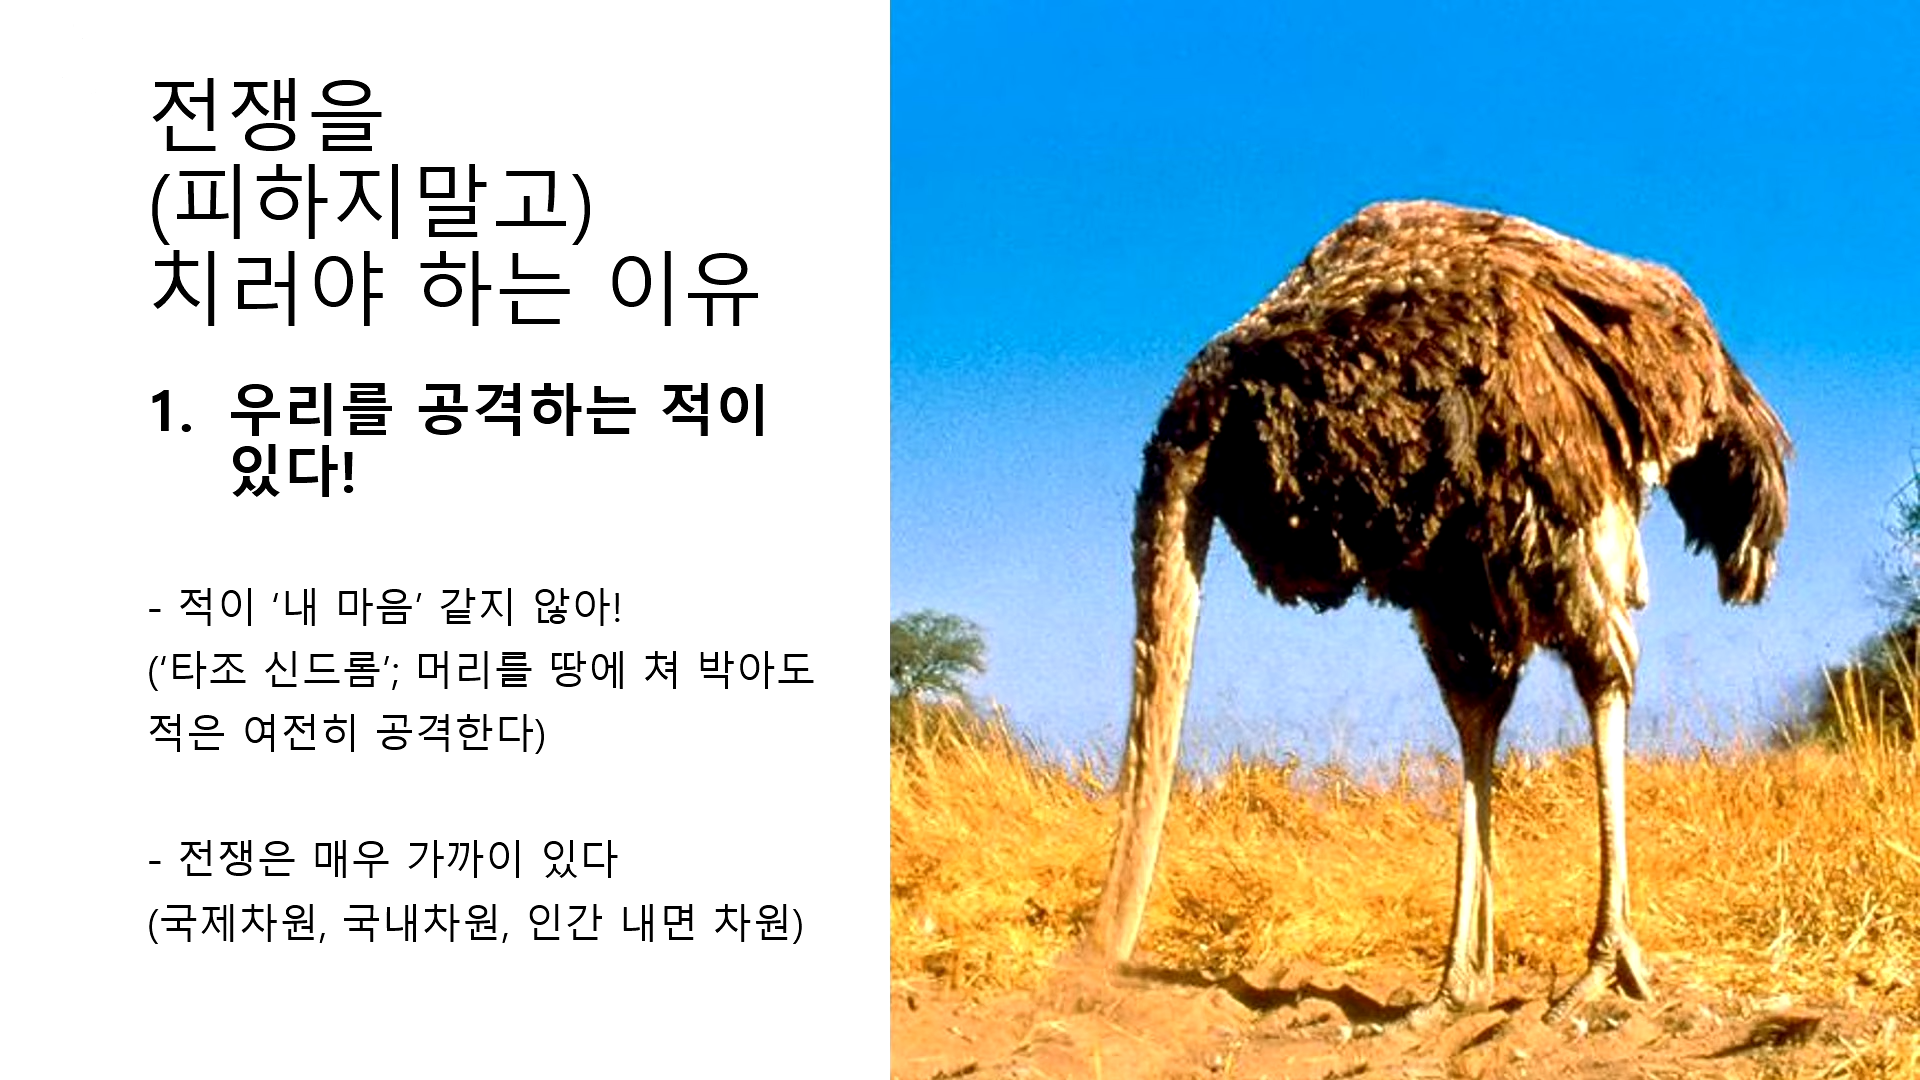 전쟁을
(피하지말고)
치러야 하는 이유
1. 우리를 공격하는 적이
있다!
- 적이 ‘내 마음’ 같지 않아!
(‘타조 신드롬’; 머리를 땅에 쳐 박아도
적은 여전히 공격한다)
- 전쟁은 매우 가까이 있다
(국제차원, 국내차원, 인간 내면 차원)